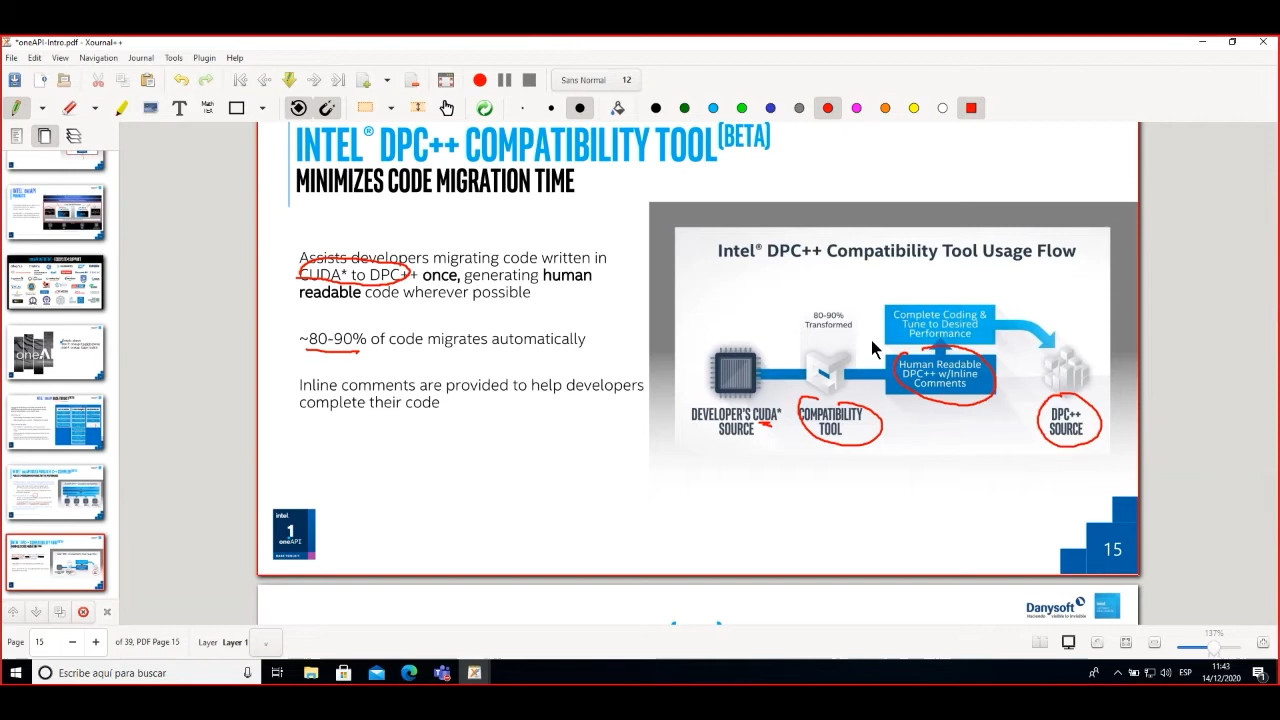 *oneAPI-Intro.pdf - Xournal++
File Edit View Navigation Journal Tools Plugin Help
Sans Normal 12
INTEL® DPC++ COMPATIBILITY TOOL(BETA)
MINIMIZES CODE MIGRATION TIME
Assists developers migrating code written in
CUDA* to DPC++ once, generating human
readable code wherever possible
~80-90% of code migrates automatically
Inline comments are provided to help developers
complete their code
Intel® DPC++ Compatibility Tool Usage Flow
80-90%
Transformed
Complete Coding &
Tune to Desired
Performance
Human Readable
DPC++ w/Inline
Comments
DEVELOPER'S CUDA*
SOURCE
COMPATIBILITY
TOOL
DPC++
SOURCE
intel
1
oneAPI
15
Danysoft
intel
Page 15 of 39, PDF Page 15 Layer Layer 1
137%
Escribe aquí para buscar
ESP
11:43
14/12/2020